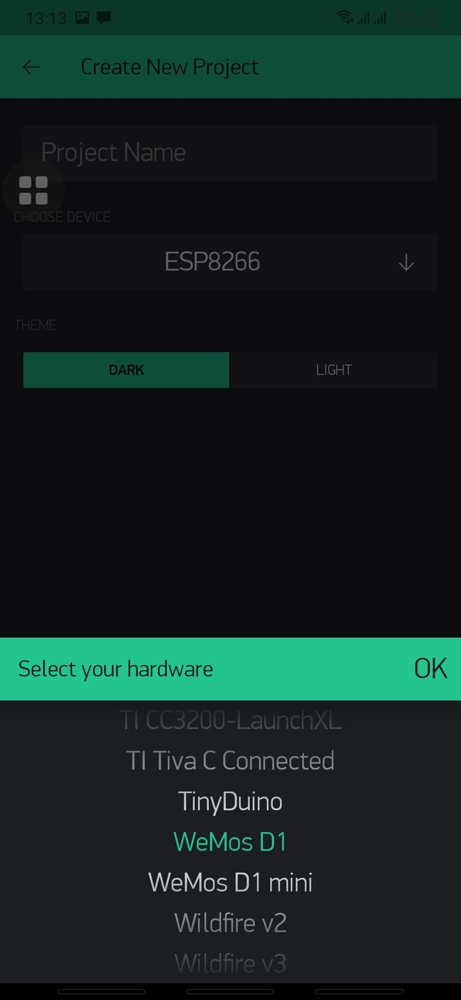 13:13
Create New Project
Project Name
CHOOSE DEVICE
ESP8266
THEME
DARK
LIGHT
Select your hardware
OK
TI CC3200-LaunchXL
TI Tiva C Connected
TinyDuino
WeMos D1
WeMos D1 mini
Wildfire v2
Wildfire v3